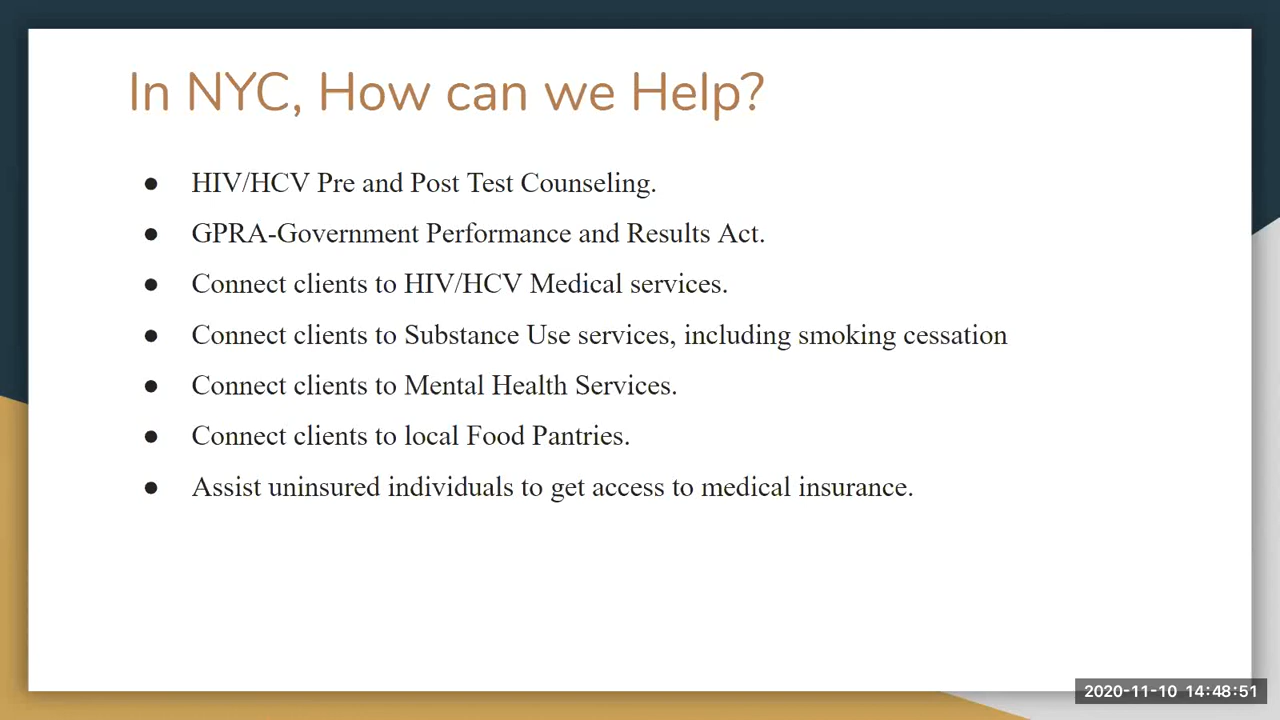 In NYC, How can we Help?
● HIV/HCV Pre and Post Test Counseling.
● GPRA-Government Performance and Results Act.
● Connect clients to HIV/HCV Medical services.
● Connect clients to Substance Use services, including smoking cessation
● Connect clients to Mental Health Services.
● Connect clients to local Food Pantries.
● Assist uninsured individuals to get access to medical insurance.
2020-11-10 14:48:51